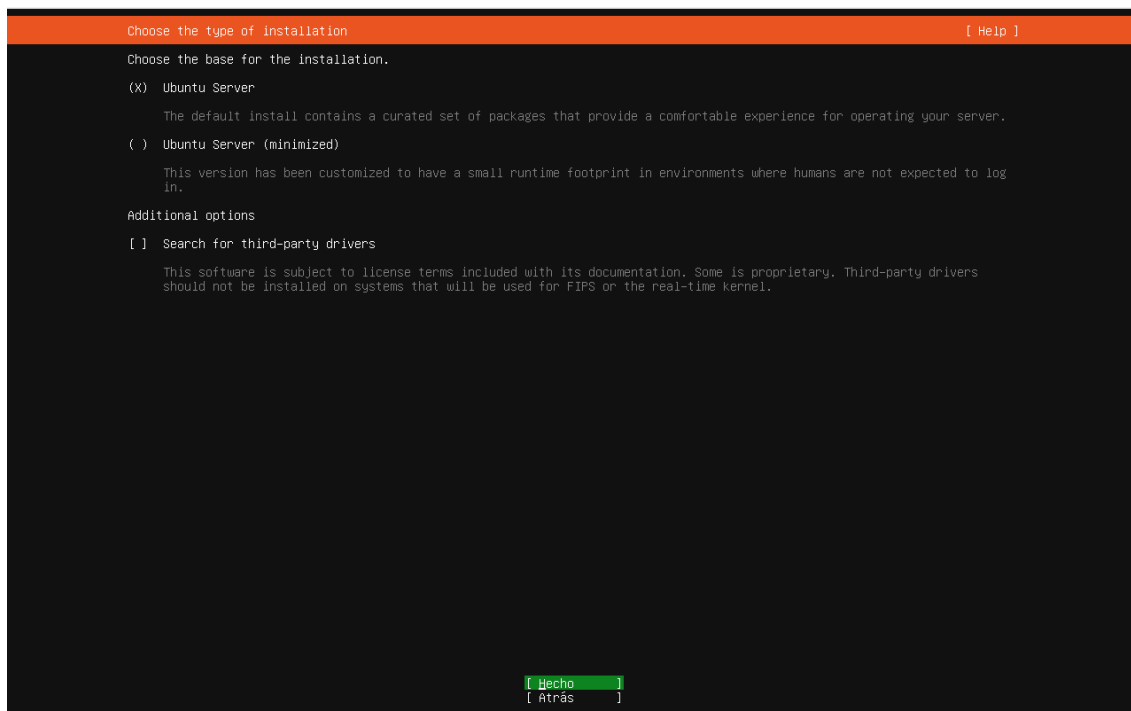 Choose the type of installation [ Help ]
Choose the base for the installation.
(X) Ubuntu Server
The default install contains a curated set of packages that provide a comfortable experience for operating your server.
( ) Ubuntu Server (minimized)
This version has been customized to have a small runtime footprint in environments where humans are not expected to log
in.
Additional options
[ ] Search for third-party drivers
This software is subject to license terms included with its documentation. Some is proprietary. Third-party drivers
should not be installed on systems that will be used for FIPS or the real-time kernel.
[ Hecho ]
[ Atrás ]